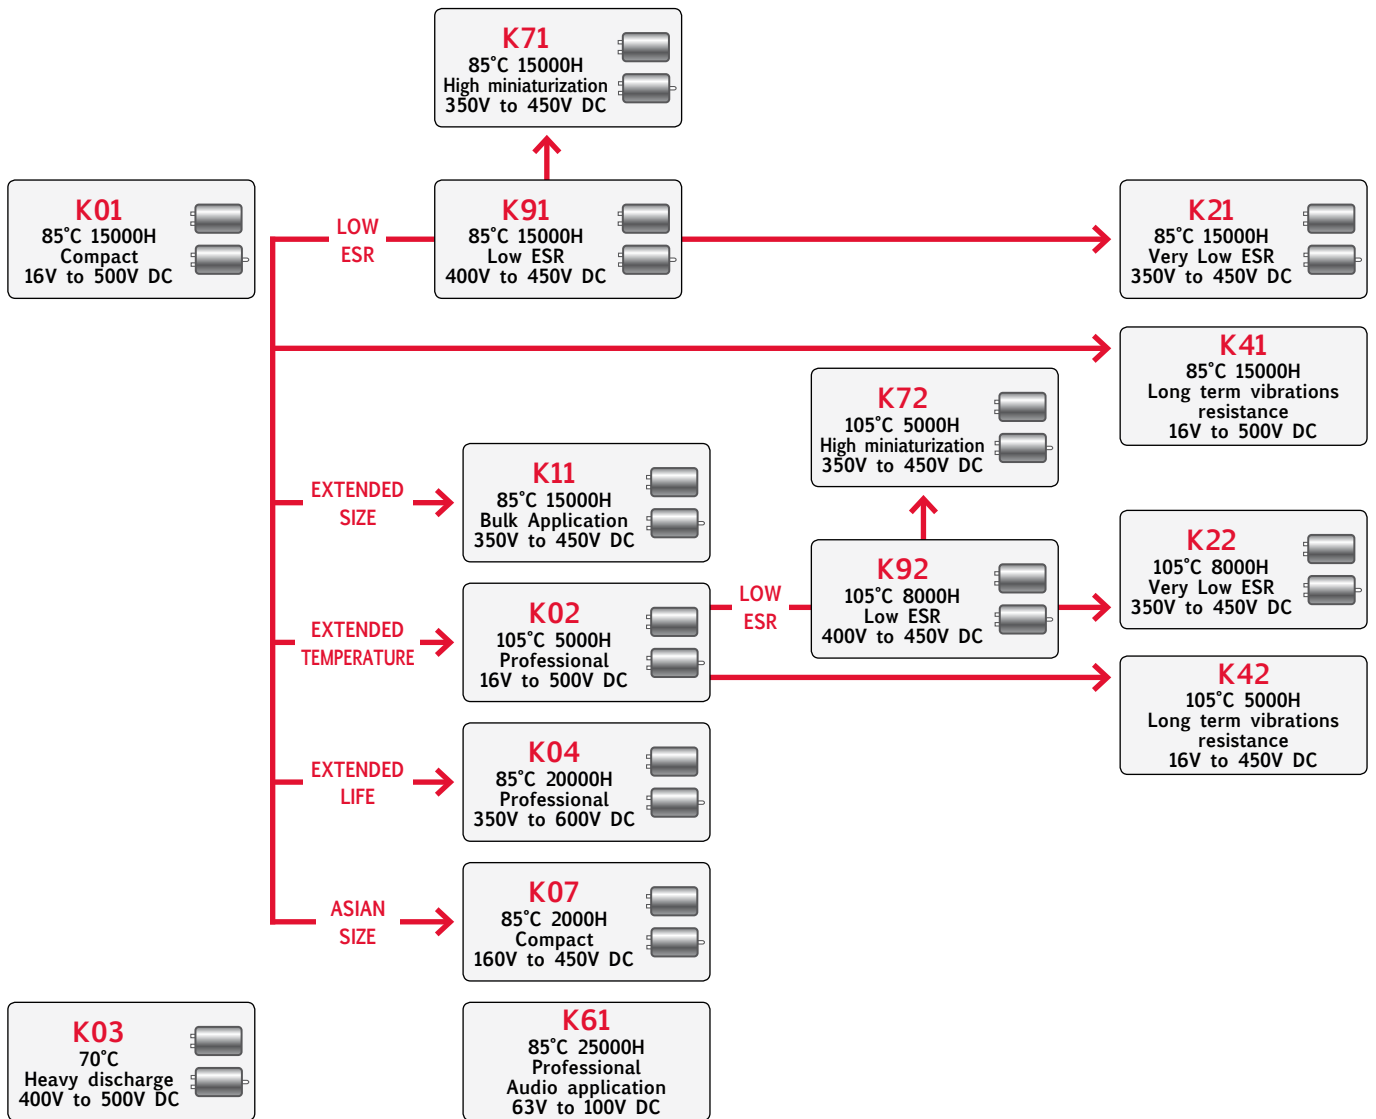 K71
85°C 15000H
High miniaturization
350V to 450V DC
K01
85°C 15000H
Compact
16V to 500V DC
LOW
ESR
K91
85°C 15000H
Low ESR
400V to 450V DC
K21
85°C 15000H
Very Low ESR
350V to 450V DC
K41
85°C 15000H
Long term vibrations
resistance
16V to 500V DC
K72
105°C 5000H
High miniaturization
350V to 450V DC
EXTENDED
SIZE
K11
85°C 15000H
Bulk Application
350V to 450V DC
EXTENDED
TEMPERATURE
K02
105°C 5000H
Professional
16V to 500V DC
LOW
ESR
K92
105°C 8000H
Low ESR
400V to 450V DC
K22
105°C 8000H
Very Low ESR
350V to 450V DC
K42
105°C 5000H
Long term vibrations
resistance
16V to 450V DC
EXTENDED
LIFE
K04
85°C 20000H
Professional
350V to 600V DC
ASIAN
SIZE
K07
85°C 2000H
Compact
160V to 450V DC
K03
70°C
Heavy discharge
400V to 500V DC
K61
85°C 25000H
Professional
Audio application
63V to 100V DC